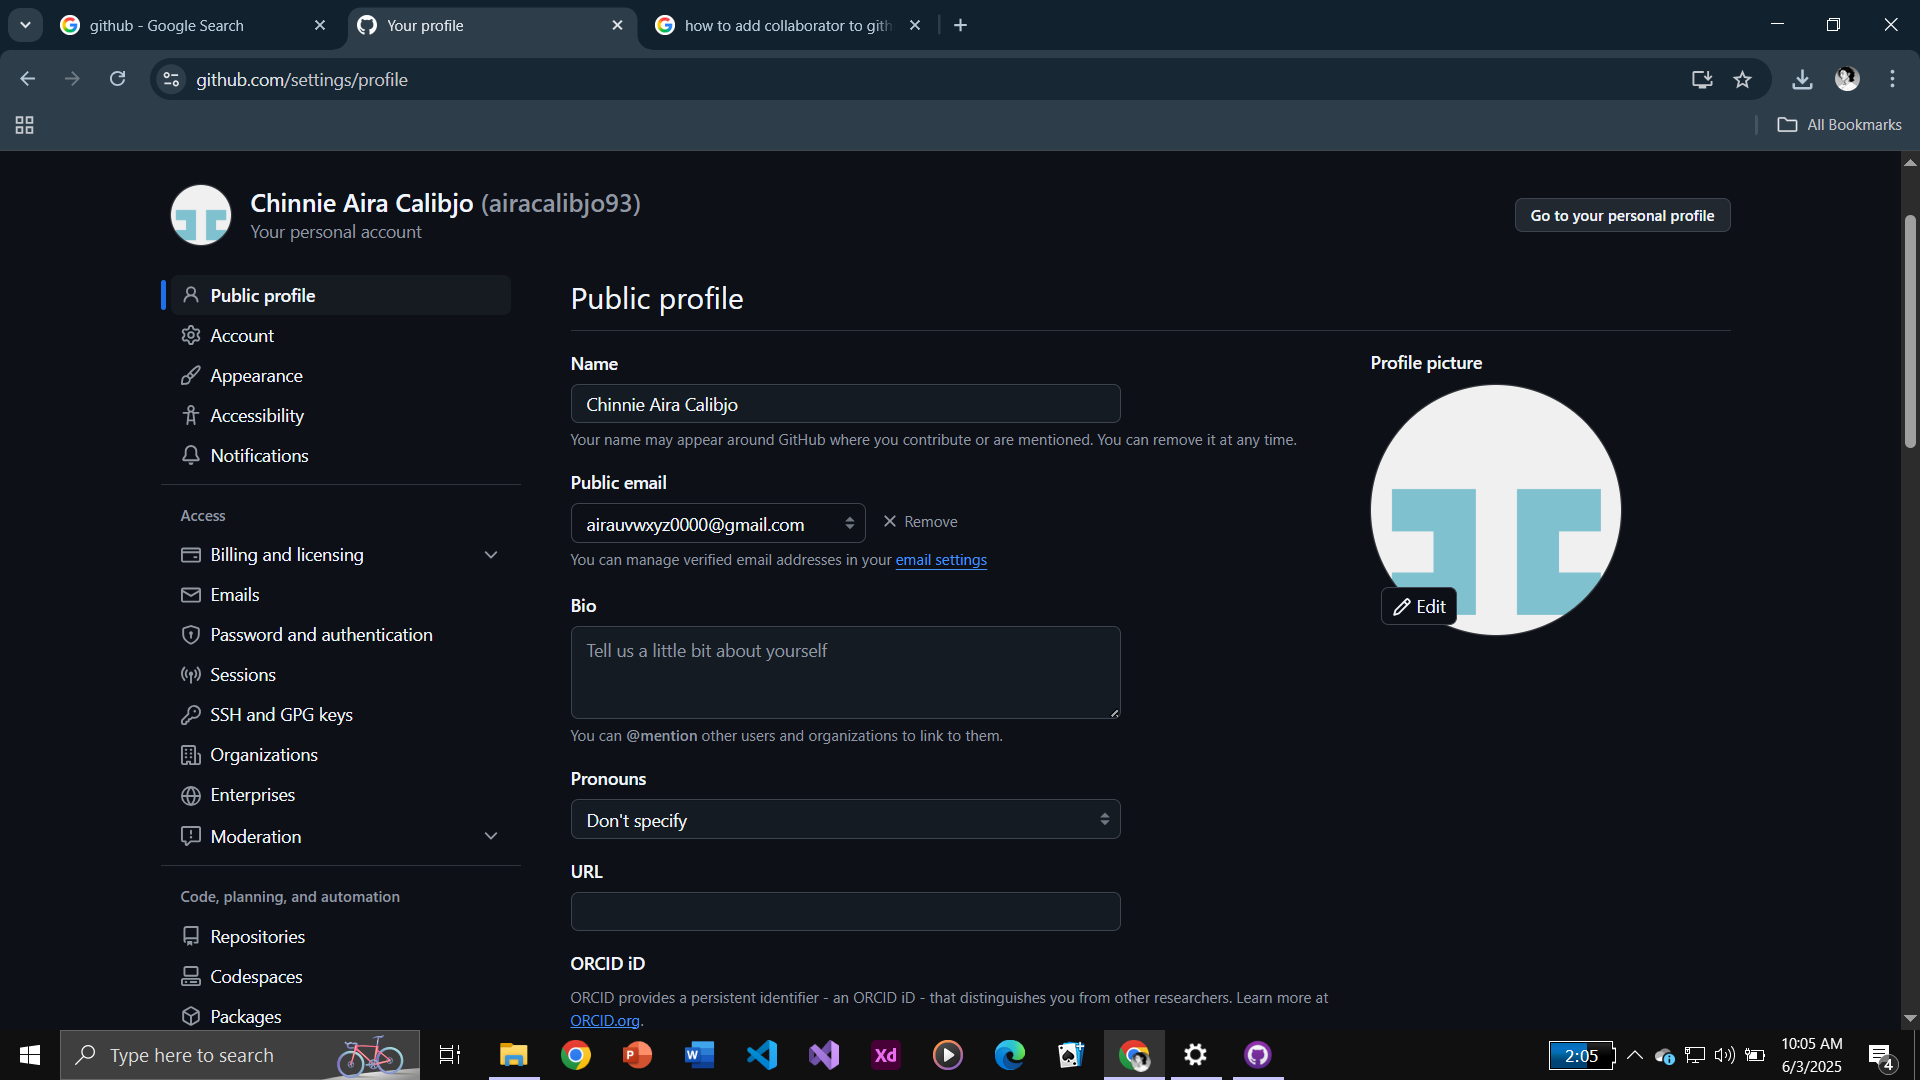 github - Google Search
Your profile
how to add collaborator to gith
github.com/settings/profile
All Bookmarks
Chinnie Aira Calibjo (airacalibjo93)
Your personal account
Go to your personal profile
Public profile
Account
Appearance
Accessibility
Notifications
Access
Billing and licensing
Emails
Password and authentication
Sessions
SSH and GPG keys
Organizations
Enterprises
Moderation
Code, planning, and automation
Repositories
Codespaces
Packages
Public profile
Name
Chinnie Aira Calibjo
Your name may appear around GitHub where you contribute or are mentioned. You can remove it at any time.
Public email
airauvwxyz0000@gmail.com
Remove
You can manage verified email addresses in your email settings
Bio
Tell us a little bit about yourself
You can @mention other users and organizations to link to them.
Pronouns
Don't specify
URL
ORCID iD
ORCID provides a persistent identifier - an ORCID iD - that distinguishes you from other researchers. Learn more at
ORCID.org.
Profile picture
Edit
Type here to search
P
W
Xd
2:05
10:05 AM
6/3/2025
4